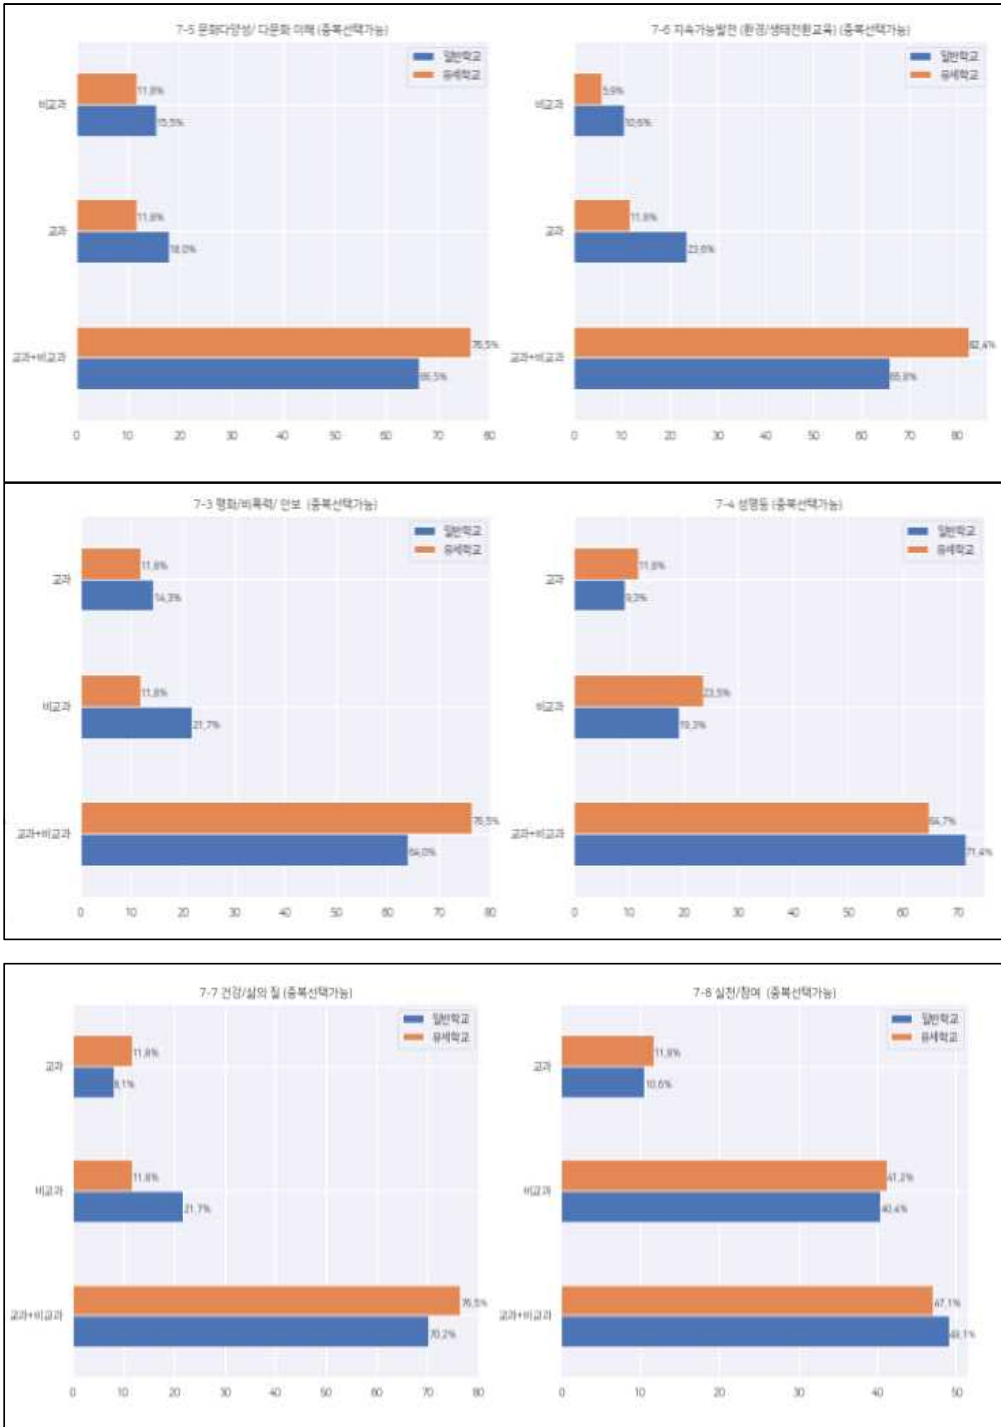 7-5 문화다양성/ 다문화 이해 (중복선택가능)
일반학교
유세학교
비교과
11.8%
15.5%
교과
11.8%
18.0%
교과+비교과
76.5%
66.5%
0 10 20 30 40 50 60 70 80
7-6 지속가능발전 (환경/생태전환교육) (중복선택가능)
일반학교
유세학교
비교과
5.9%
10.6%
교과
11.8%
23.6%
교과+비교과
82.4%
65.8%
0 10 20 30 40 50 60 70 80
7-3 평화/비폭력/ 안보 (중복선택가능)
일반학교
유세학교
교과
11.8%
14.3%
비교과
11.8%
21.7%
교과+비교과
76.5%
64.0%
0 10 20 30 40 50 60 70 80
7-4 성평등 (중복선택가능)
일반학교
유세학교
교과
11.8%
9.3%
비교과
23.5%
19.3%
교과+비교과
64.7%
71.4%
0 10 20 30 40 50 60 70
7-7 건강/삶의 질 (중복선택가능)
일반학교
유세학교
교과
11.8%
8.1%
비교과
11.8%
21.7%
교과+비교과
76.5%
70.2%
0 10 20 30 40 50 60 70 80
7-8 실천/참여 (중복선택가능)
일반학교
유세학교
교과
11.8%
10.6%
비교과
41.2%
40.4%
교과+비교과
47.1%
49.1%
0 10 20 30 40 50